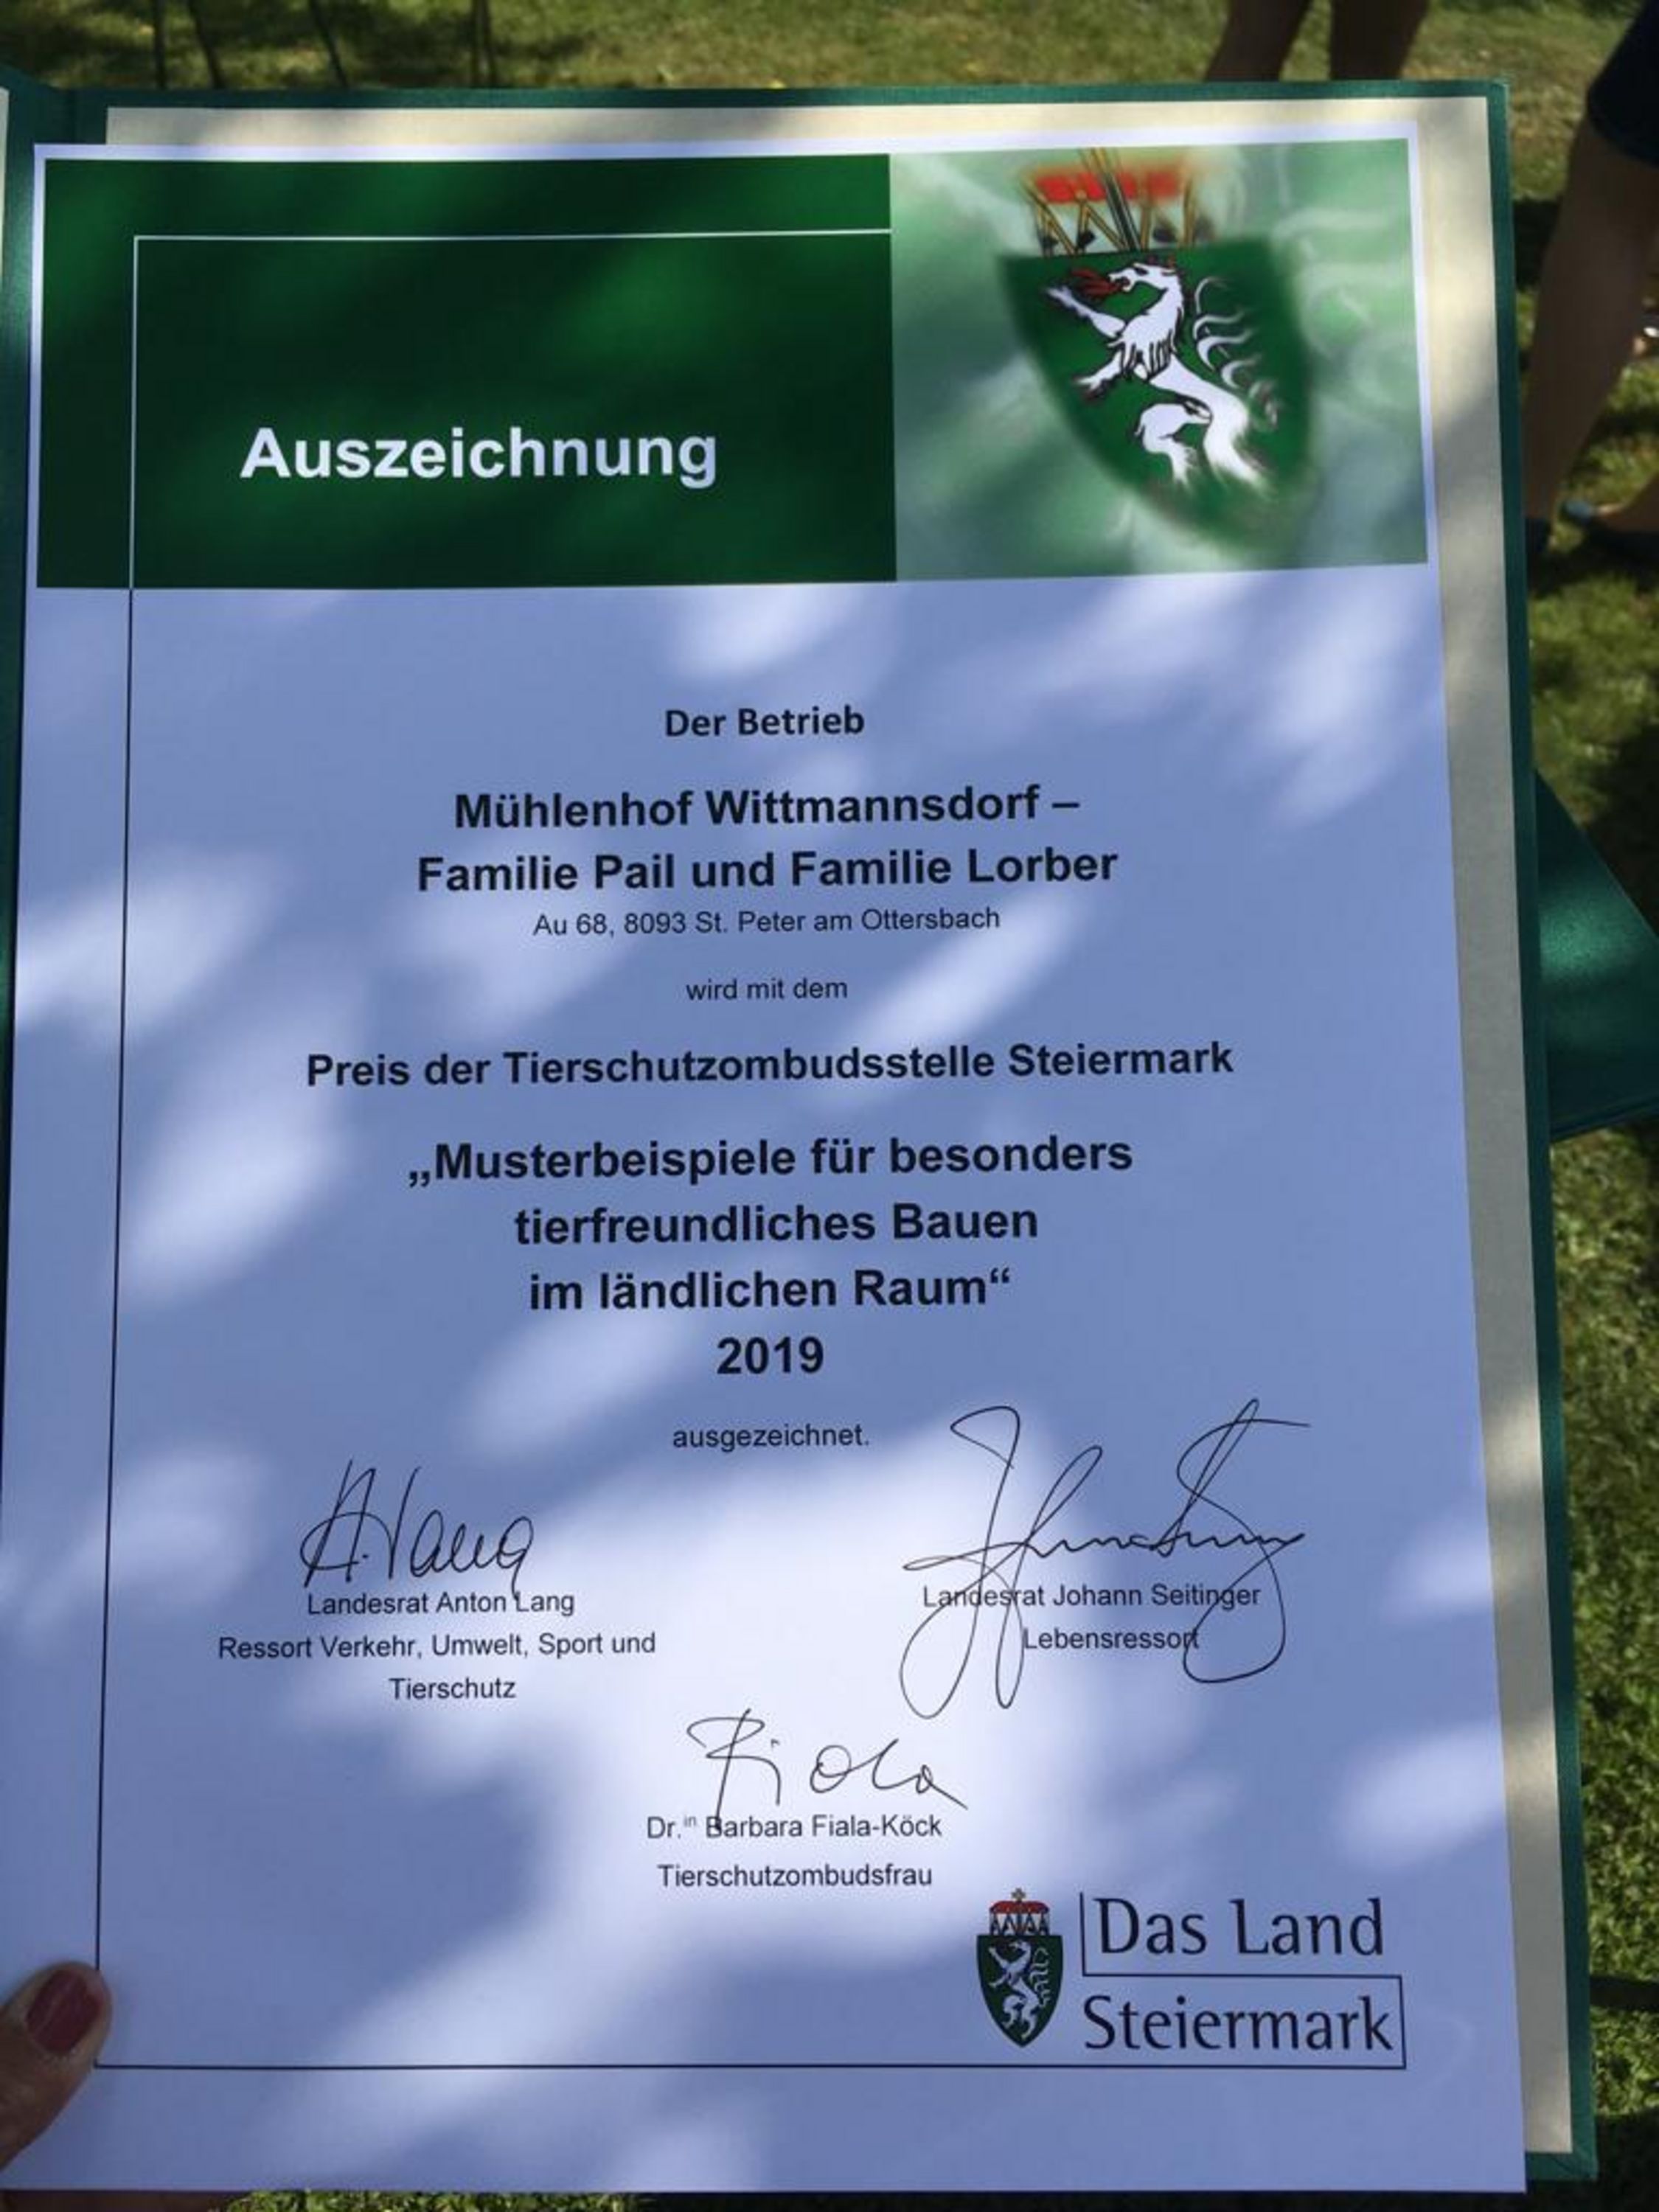 Auszeichnung
Der Betrieb
Mühlenhof Wittmannsdorf –
Familie Pail und Familie Lorber
Au 68, 8093 St. Peter am Ottersbach
wird mit dem
Preis der Tierschutzombudsstelle Steiermark
„Musterbeispiele für besonders
tierfreundliches Bauen
im ländlichen Raum“
2019
ausgezeichnet.
A. Lang
Landesrat Anton Lang
Ressort Verkehr, Umwelt, Sport und
Tierschutz
Landesrat Johann Seitinger
Lebensressort
Fiala
Dr.in Barbara Fiala-Köck
Tierschutzombudsfrau
Das Land
Steiermark